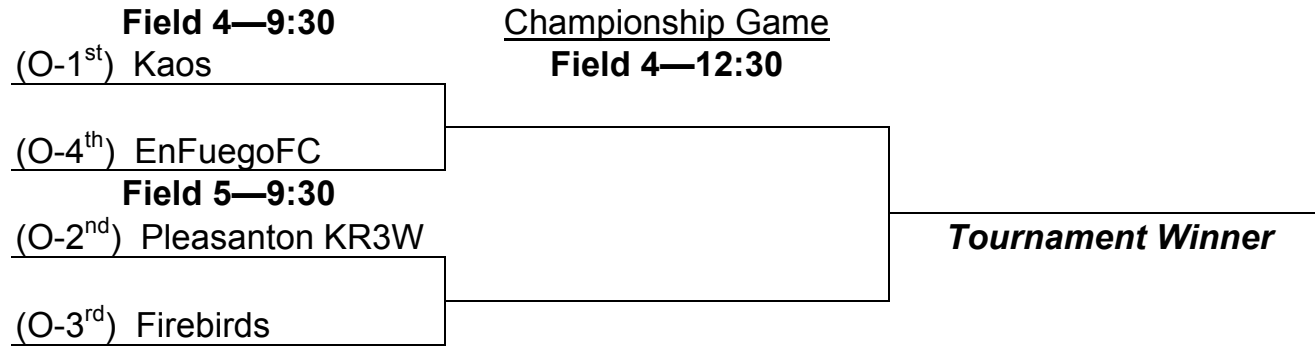 Field 4—9:30
Championship Game
(O-1st) Kaos
Field 4—12:30
(O-4th) EnFuegoFC
Field 5—9:30
(O-2nd) Pleasanton KR3W
Tournament Winner
(O-3rd) Firebirds